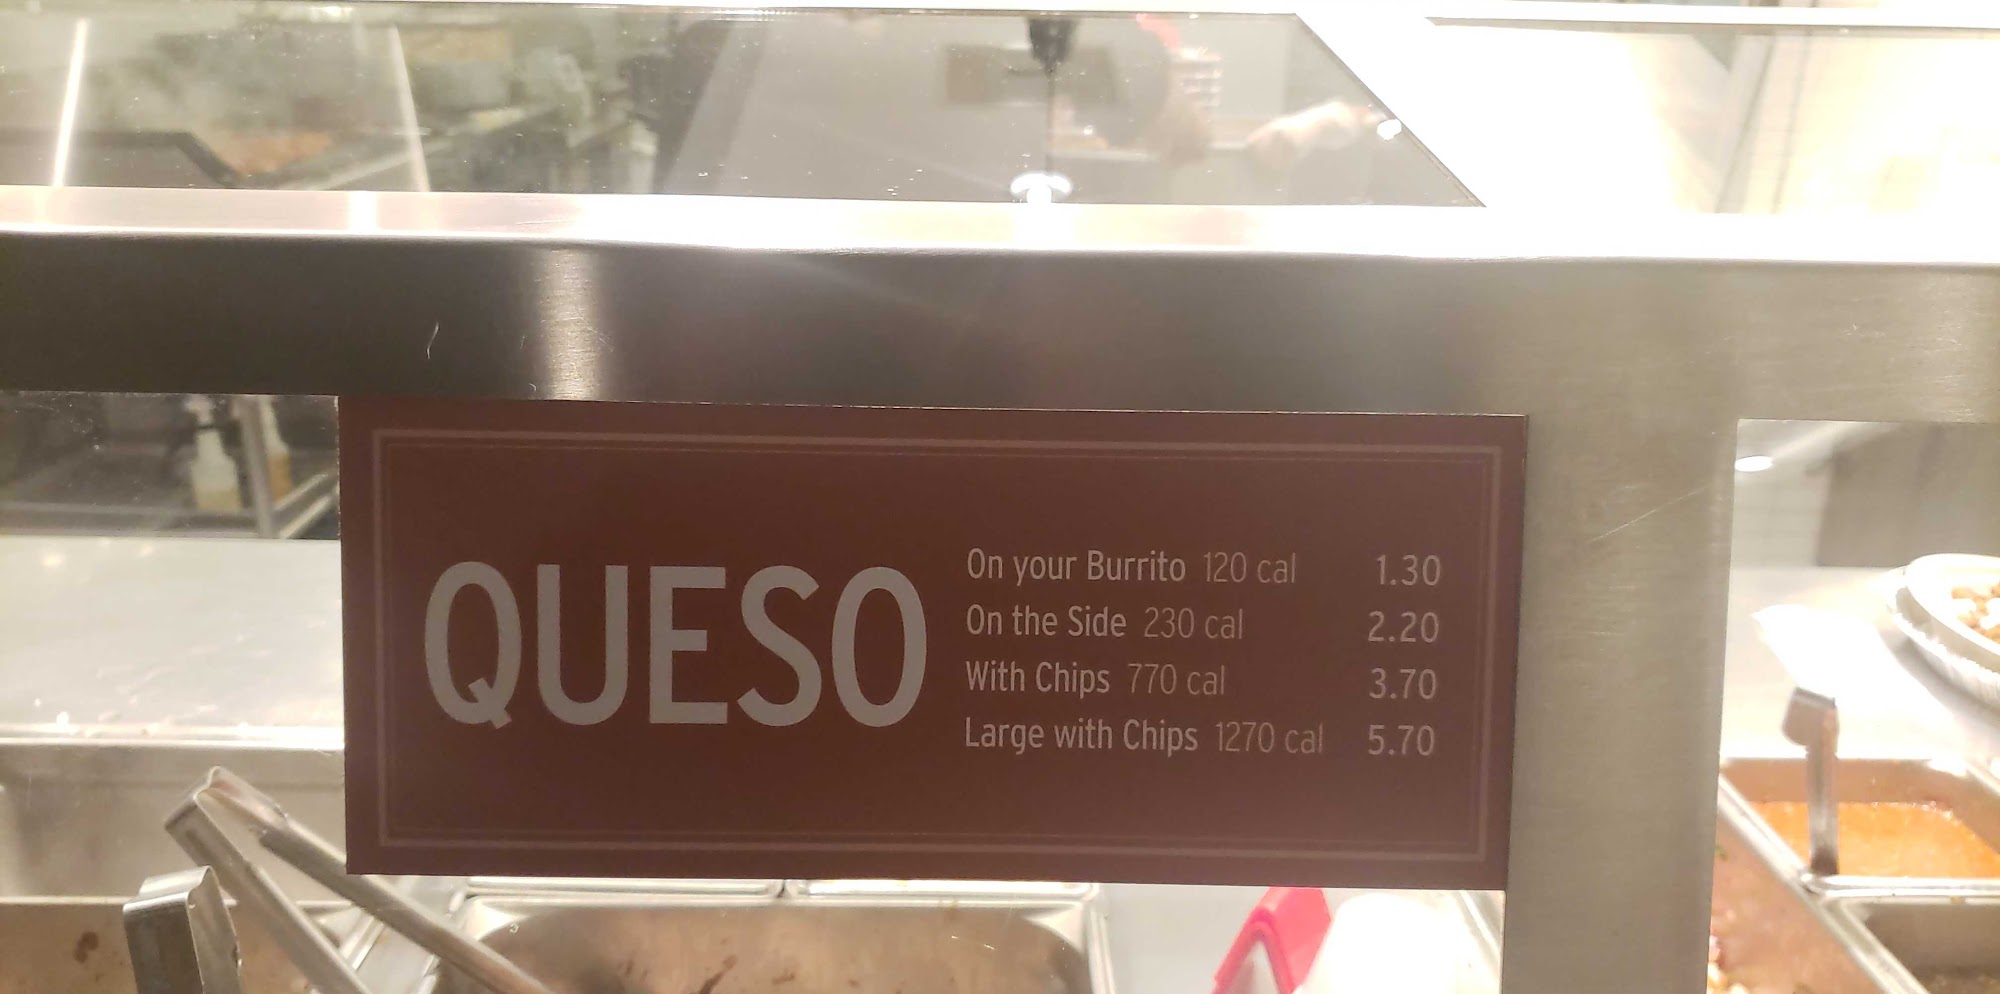 QUESO
On your Burrito 120 cal 1.30
On the Side 230 cal 2.20
With Chips 770 cal 3.70
Large with Chips 1270 cal 5.70